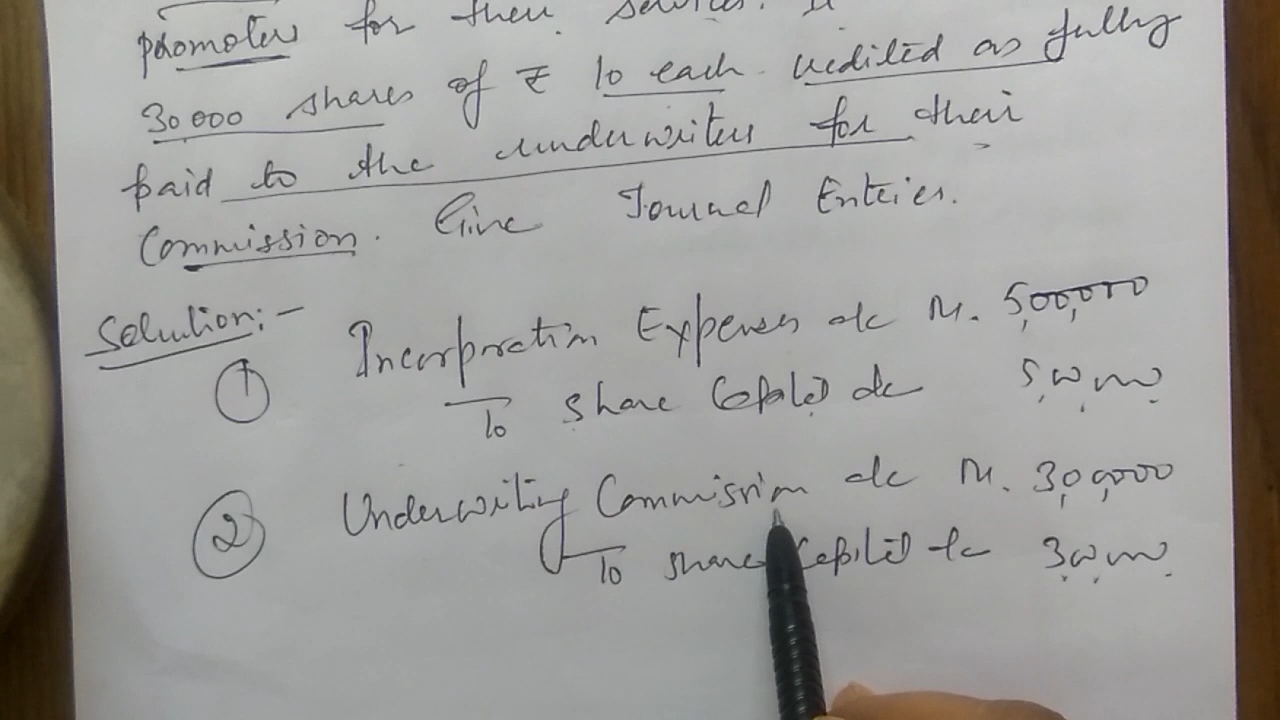 promoters for their services. It
30000 shares of ₹ 10 each credited as fully
paid to the underwriters for their
Commission. Give Journal Entries.
Solution:-
① Incorporation Expenses a/c Dr. 5,00,000
To Share Capital a/c 5,00,000
② Underwriting Commission a/c Dr. 3,00,000
To Share Capital a/c 3,00,000